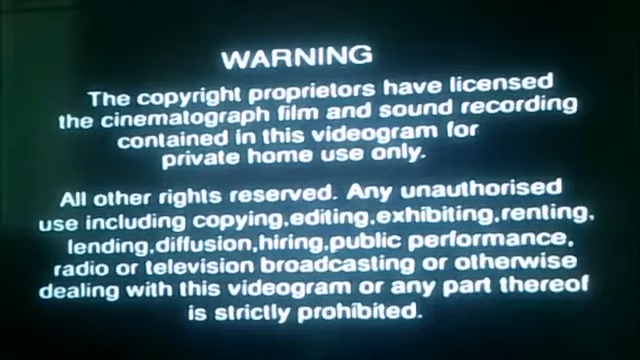 WARNING
The copyright proprietors have licensed
the cinematograph film and sound recording
contained in this videogram for
private home use only.
All other rights reserved. Any unauthorised
use including copying,editing,exhibiting,renting,
lending,diffusion,hiring,public performance,
radio or television broadcasting or otherwise
dealing with this videogram or any part thereof
is strictly prohibited.